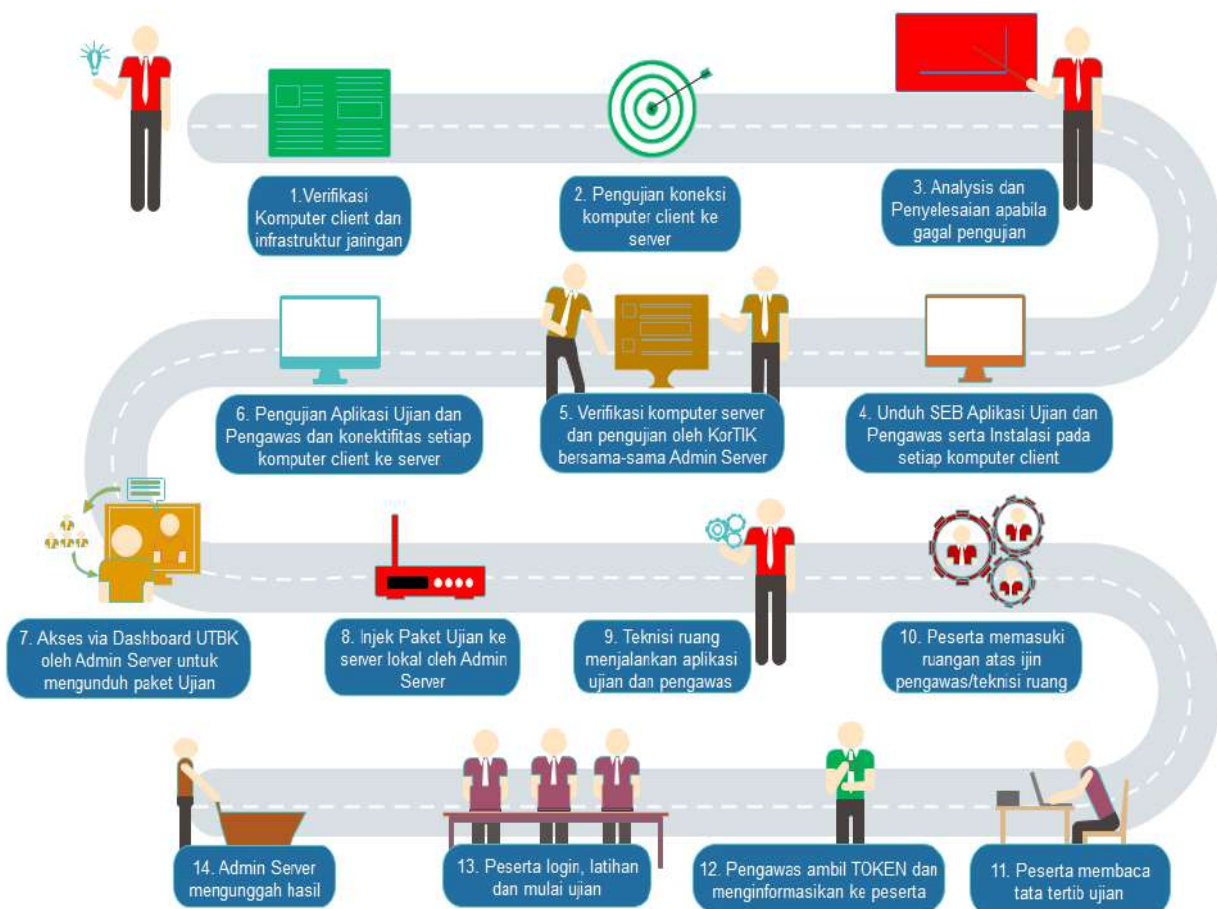 1.Verifikasi
Komputer client dan
infrastruktur jaringan
2. Pengujian koneksi
komputer client ke
server
3. Analysis dan
Penyelesaian apabila
gagal pengujian
4. Unduh SEB Aplikasi Ujian dan
Pengawas serta Instalasi pada
setiap komputer client
5. Verifikasi komputer server
dan pengujian oleh KorTIK
bersama-sama Admin Server
6. Pengujian Aplikasi Ujian dan
Pengawas dan konektifitas setiap
komputer client ke server
7. Akses via Dashboard UTBK
oleh Admin Server untuk
mengunduh paket Ujian
8. Injek Paket Ujian ke
server lokal oleh Admin
Server
9. Teknisi ruang
menjalankan aplikasi
ujian dan pengawas
10. Peserta memasuki
ruangan atas ijin
pengawas/teknisi ruang
11. Peserta membaca
tata tertib ujian
12. Pengawas ambil TOKEN dan
menginformasikan ke peserta
13. Peserta login, latihan
dan mulai ujian
14. Admin Server
mengunggah hasil